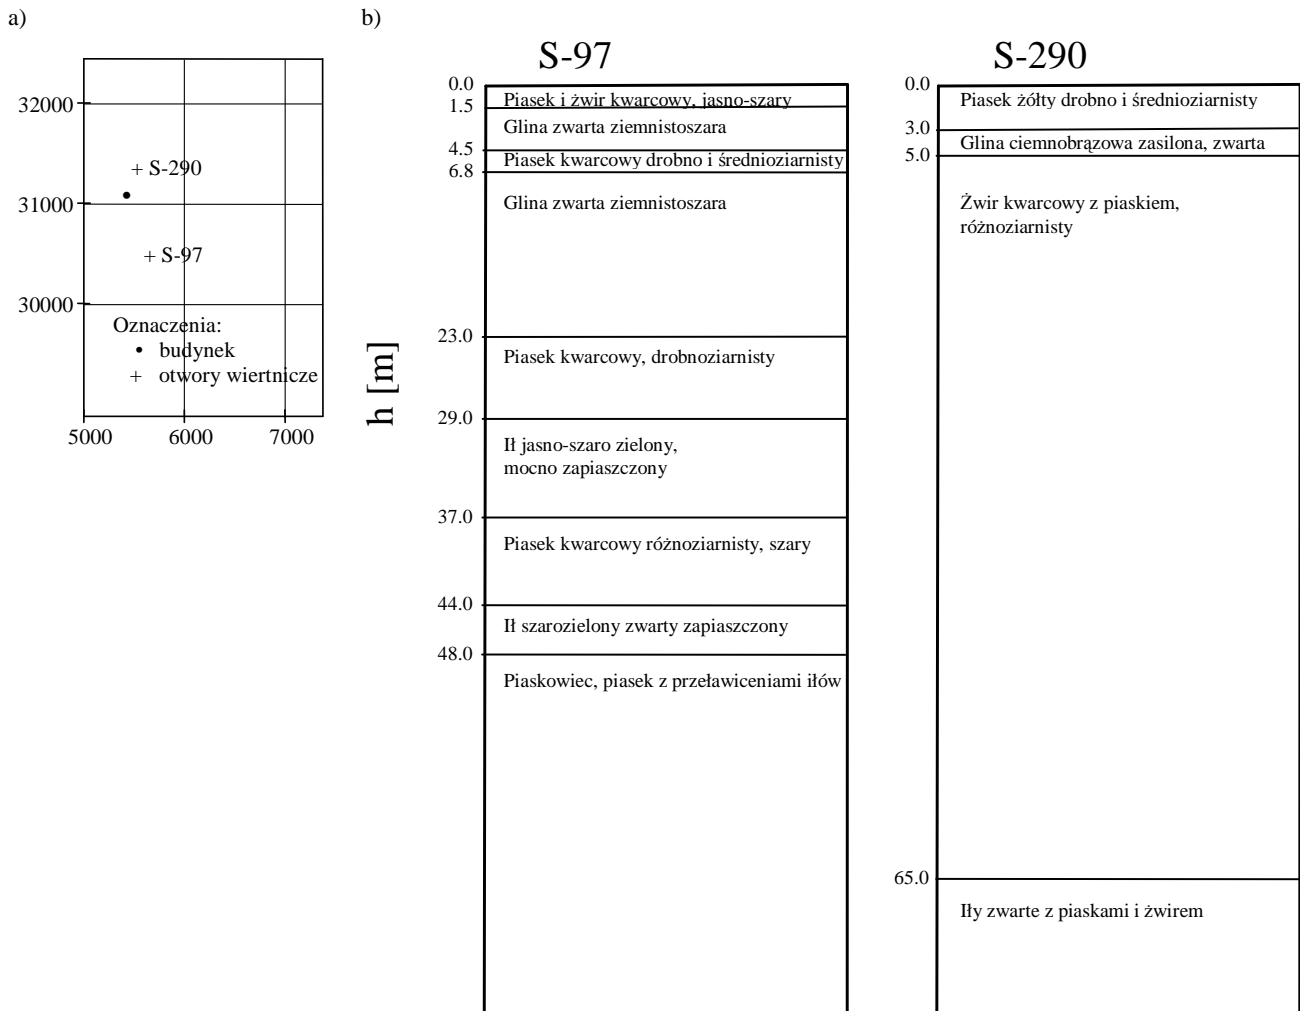 a)
32000
31000
30000
+ S-290
+ S-97
Oznaczenia:
• budynek
+ otwory wiertnicze
5000 6000 7000
b)
h [m]
S-97
0.0
Piasek i żwir kwarcowy, jasno-szary
1.5
Glina zwarta ziemnistoszara
4.5
Piasek kwarcowy drobno i średnioziarnisty
6.8
Glina zwarta ziemnistoszara
23.0
Piasek kwarcowy, drobnoziarnisty
29.0
Ił jasno-szaro zielony,
mocno zapiaszczony
37.0
Piasek kwarcowy różnoziarnisty, szary
44.0
Ił szarozielony zwarty zapiaszczony
48.0
Piaskowiec, piasek z przeławiceniami iłów
S-290
0.0
Piasek żółty drobno i średnioziarnisty
3.0
Glina ciemnobrązowa zasilona, zwarta
5.0
Żwir kwarcowy z piaskiem,
różnoziarnisty
65.0
Iły zwarte z piaskami i żwirem